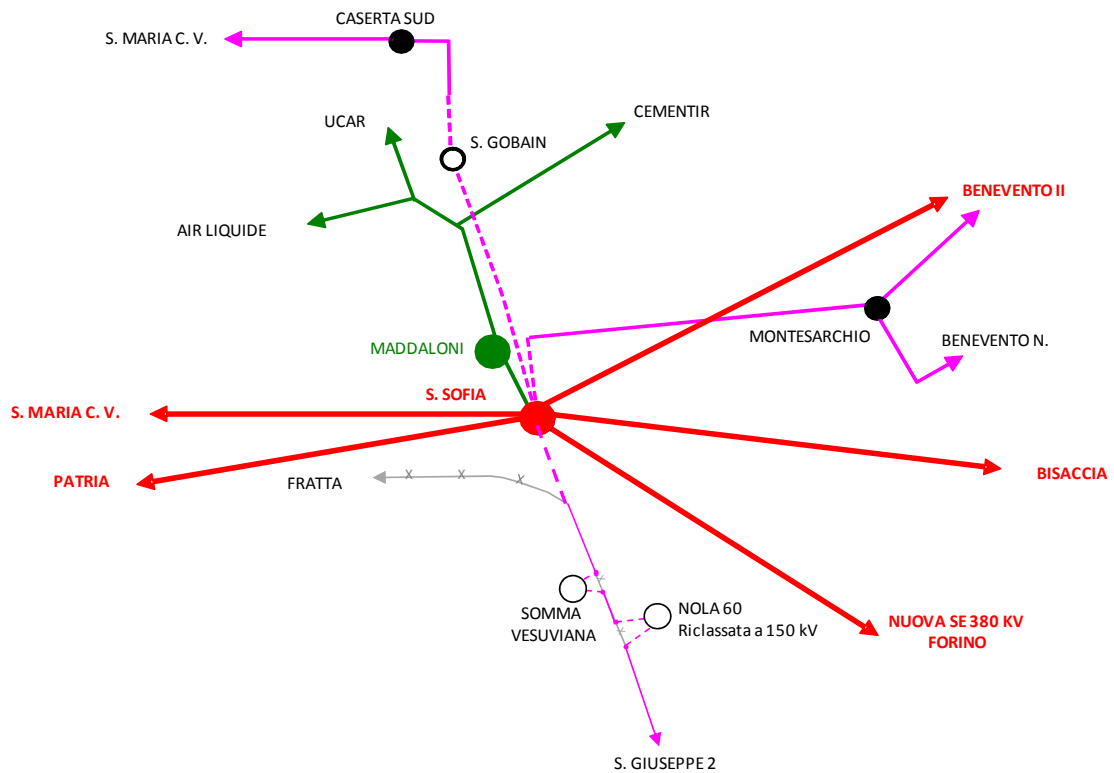 CASERTA SUD
S. MARIA C. V.
CEMENTIR
UCAR
S. GOBAIN
BENEVENTO II
AIR LIQUIDE
MONTESARCHIO
BENEVENTO N.
MADDALONI
S. SOFIA
S. MARIA C. V.
PATRIA
FRATTA
BISACCIA
SOMMA
VESUVIANA
NOLA 60
Riclassata a 150 kV
NUOVA SE 380 KV
FORINO
S. GIUSEPPE 2